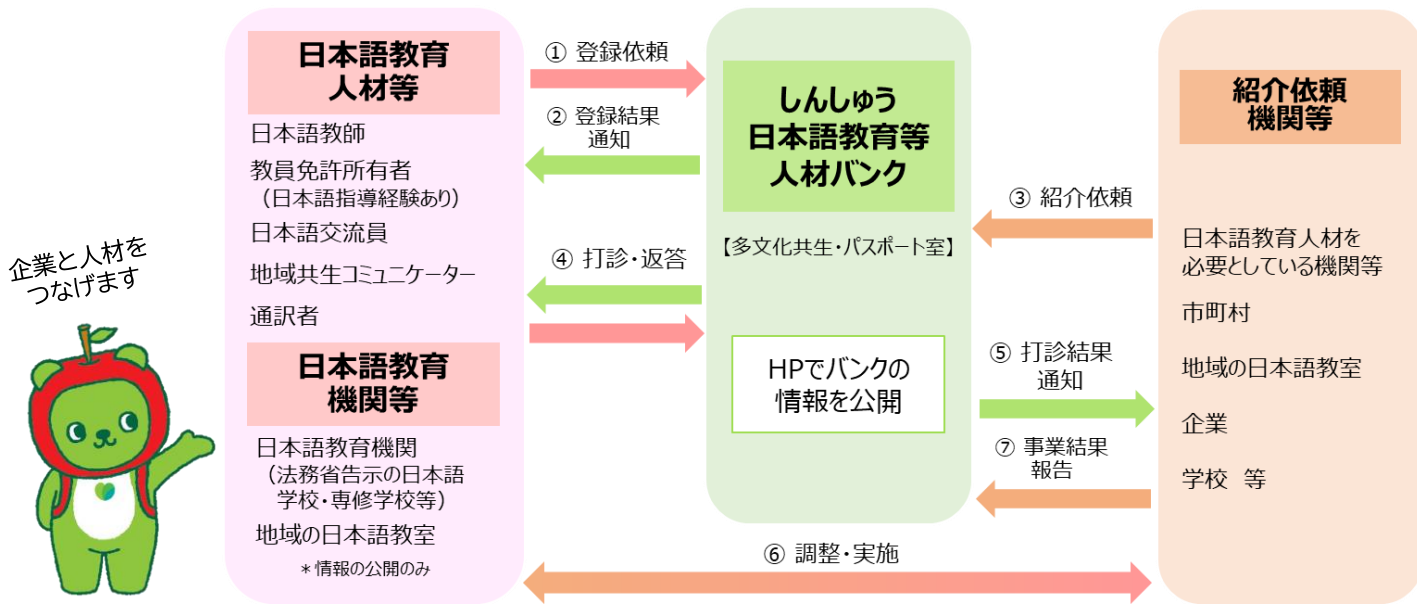 企業と人材を
つなげます
日本語教育
人材等
日本語教師
教員免許所有者
（日本語指導経験あり）
日本語交流員
地域共生コミュニケーター
通訳者
日本語教育
機関等
日本語教育機関
（法務省告示の日本語
学校・専修学校等）
地域の日本語教室
＊情報の公開のみ
① 登録依頼
② 登録結果
通知
④ 打診・返答
しんしゅう
日本語教育等
人材バンク
【多文化共生・パスポート室】
HPでバンクの
情報を公開
③ 紹介依頼
⑤ 打診結果
通知
⑦ 事業結果
報告
⑥ 調整・実施
紹介依頼
機関等
日本語教育人材を
必要としている機関等
市町村
地域の日本語教室
企業
学校 等